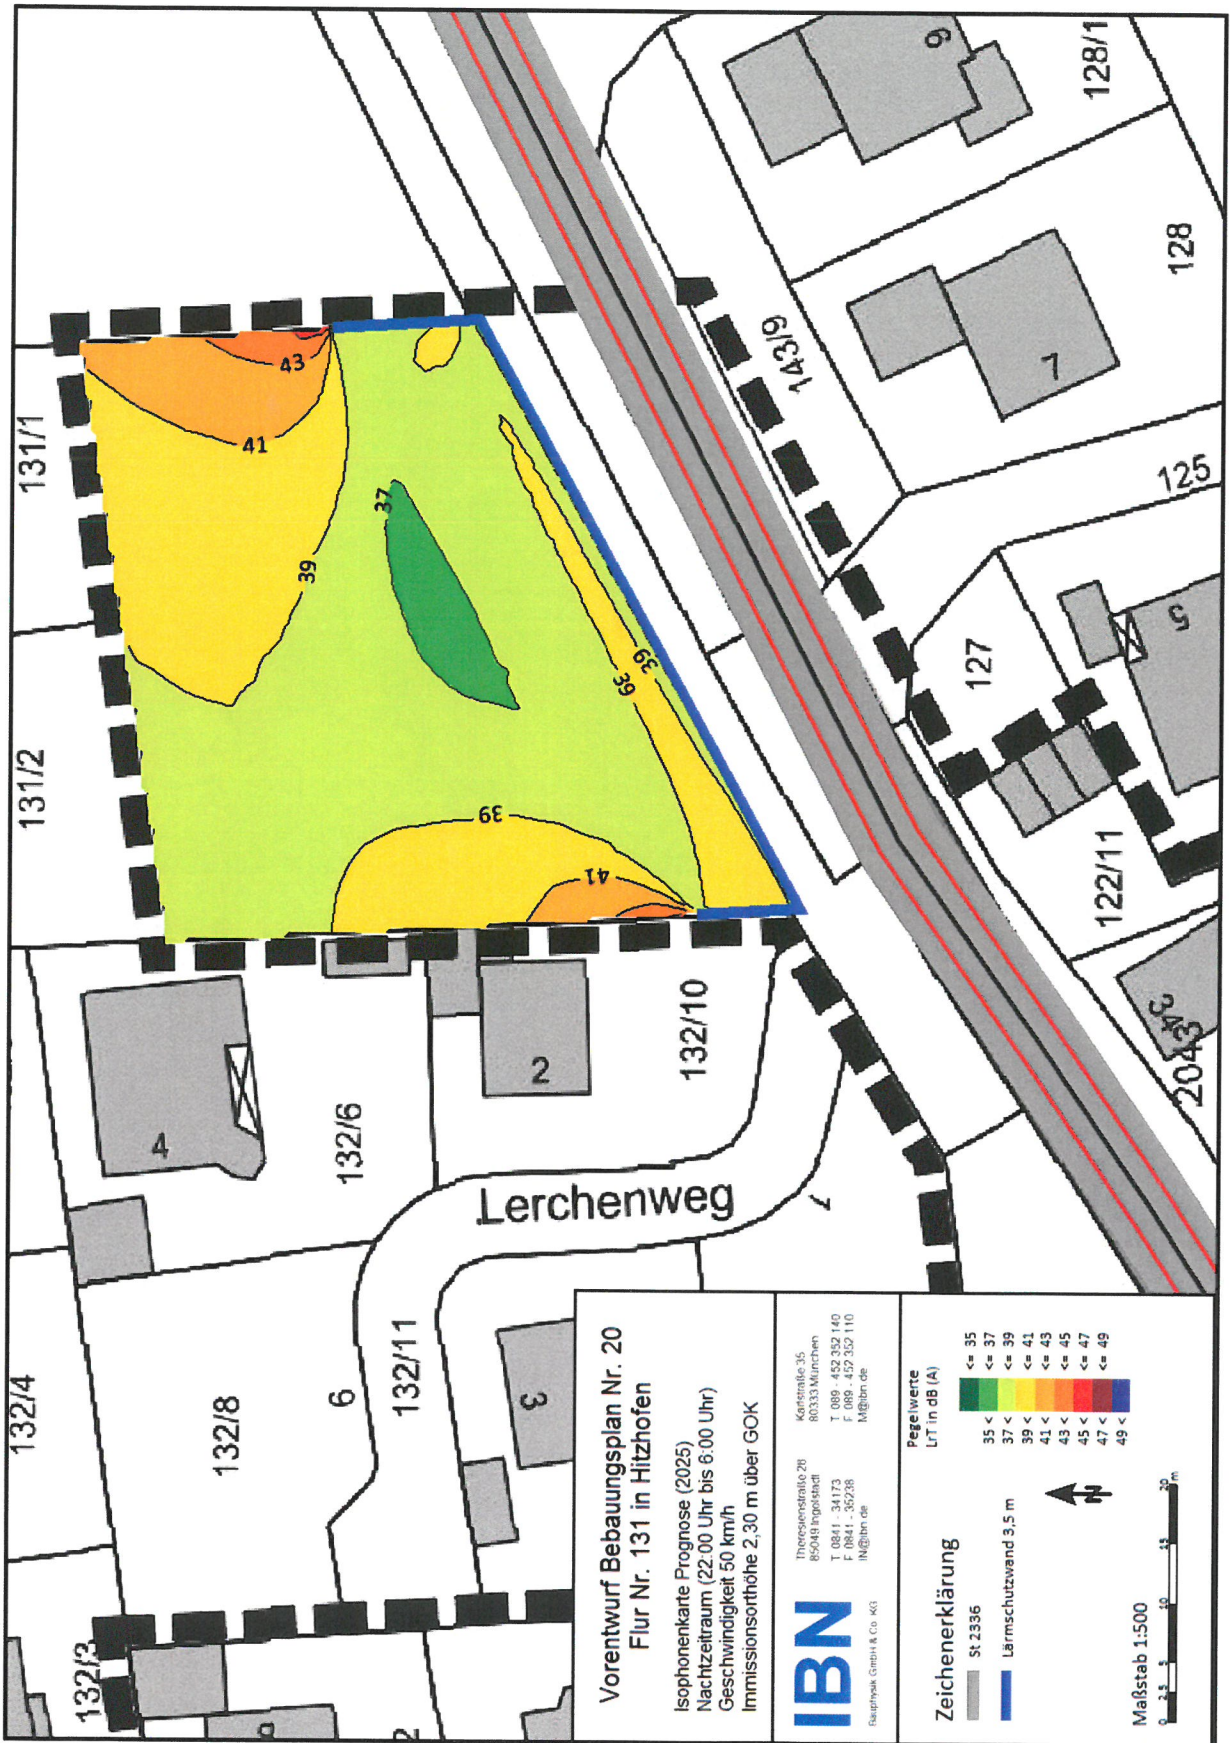 132/4
131/2
131/1
132/3
132/8
132/6
4
6
132/11
3
2
132/10
Lerchenweg
1
43
41
39
37
39
39
39
41
143/9
128/1
128
9
7
125
127
5
122/11
2043
Vorentwurf Bebauungsplan Nr. 20
Flur Nr. 131 in Hitzhofen
Isophonenkarte Prognose (2025)
Nachtzeitraum (22:00 Uhr bis 6:00 Uhr)
Geschwindigkeit 50 km/h
Immissionsorthöhe 2,30 m über GOK
IBN
Bauphysik GmbH & Co. KG
Theresienstraße 28
85049 Ingolstadt
T 0841 - 34173
F 0841 - 35238
IN@ibn.de
Karlstraße 35
80333 München
T 089 - 452 352 140
F 089 - 452 352 110
M@ibn.de
Zeichenerklärung
St 2336
Lärmschutzwand 3,5 m
Pegelwerte
LrT in dB (A)
<= 35
35 < <= 37
37 < <= 39
39 < <= 41
41 < <= 43
43 < <= 45
45 < <= 47
47 < <= 49
49 <
N
Maßstab 1:500
0 2,5 5 10 15 20
m